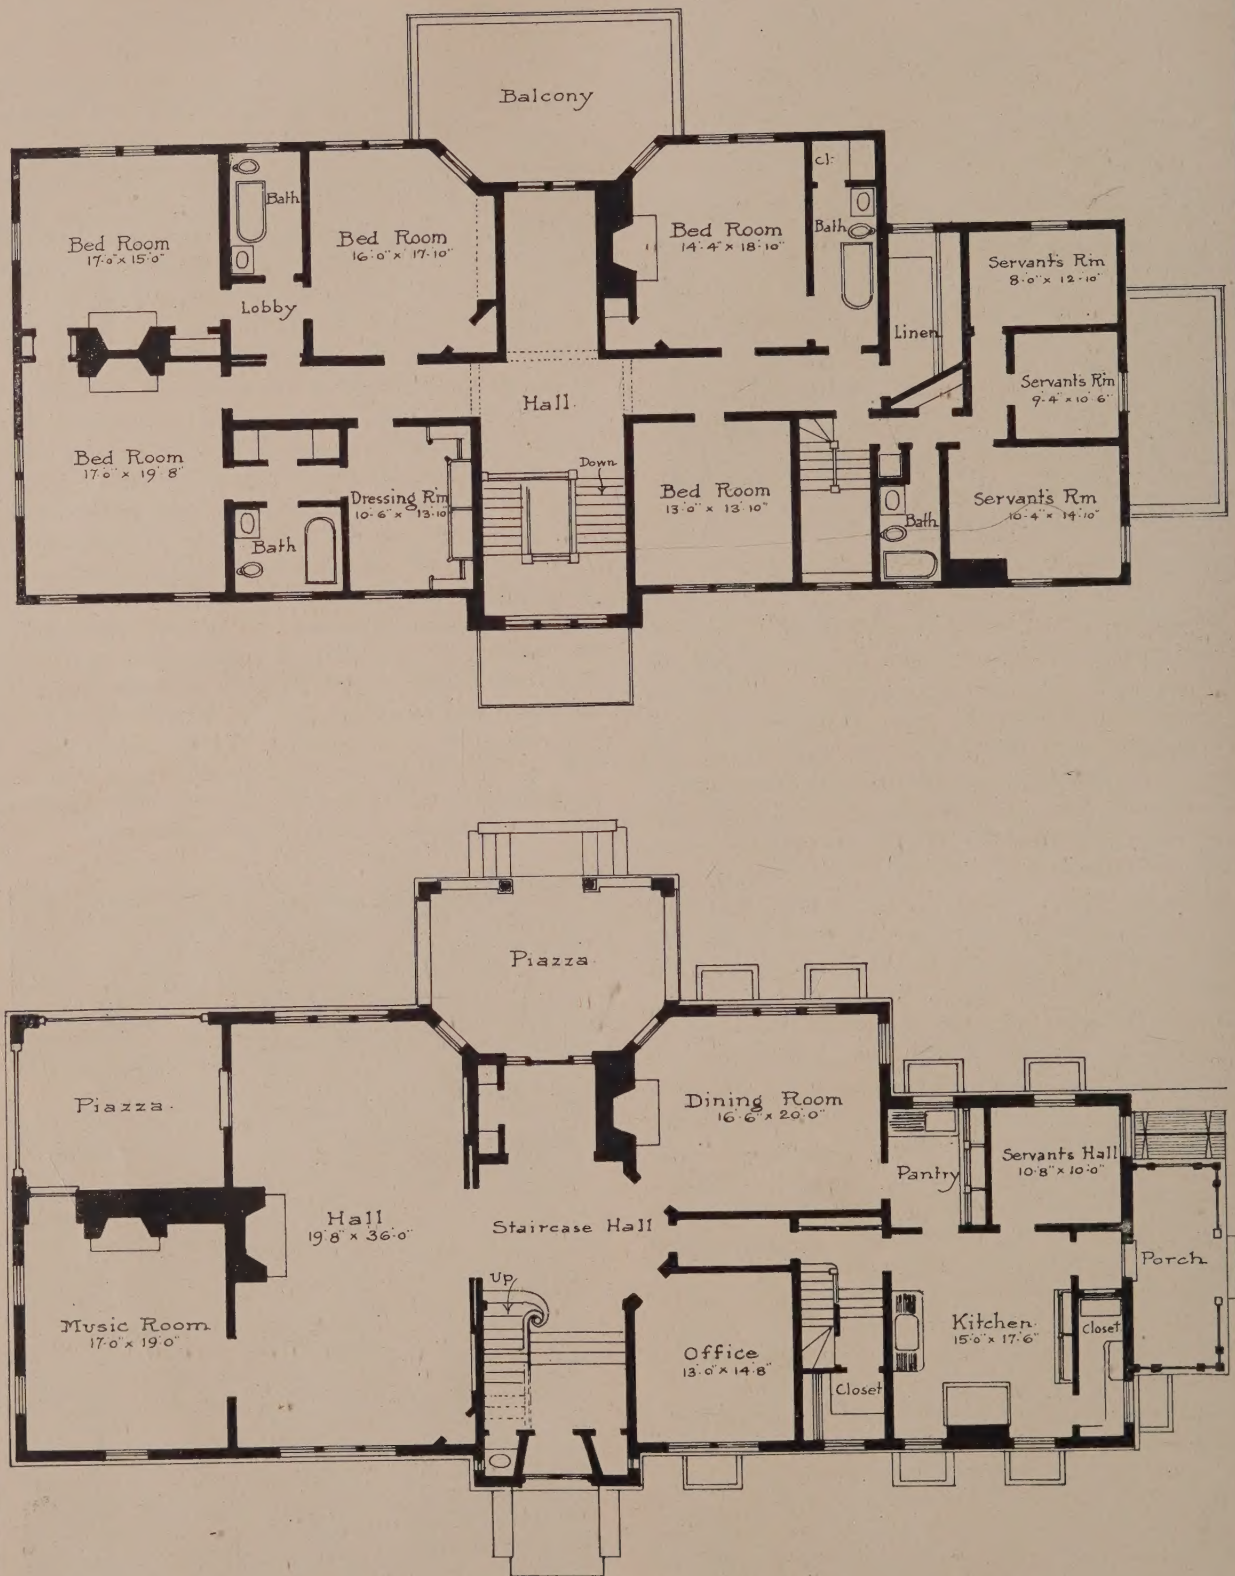 Balcony
Bed Room
17'·0" x 15'·0"
Bath
Bed Room
16'·0" x 17'·10"
Bed Room
14'·4" x 18'·10"
cl:
Bath
Lobby
Linen
Servant's Rm
8'·0" x 12'·10"
Servant's R'm
9'·4" x 10'·6"
Hall
Bed Room
17'·0" x 19'·8"
Dressing R'm
10'·6" x 13'·10"
Bath
Down
Bed Room
13'·0" x 13'·10"
Bath
Servant's Rm
10'·4" x 14'·10"
Piazza
Piazza
Dining Room
16'·6" x 20'·0"
Pantry
Servants Hall
10'·8" x 10'·0"
Hall
19'·8" x 36'·0"
Staircase Hall
Up
Porch
Music Room
17'·0" x 19'·0"
Office
13'·0" x 14'·8"
Closet
Kitchen
15'·0" x 17'·6"
Closet